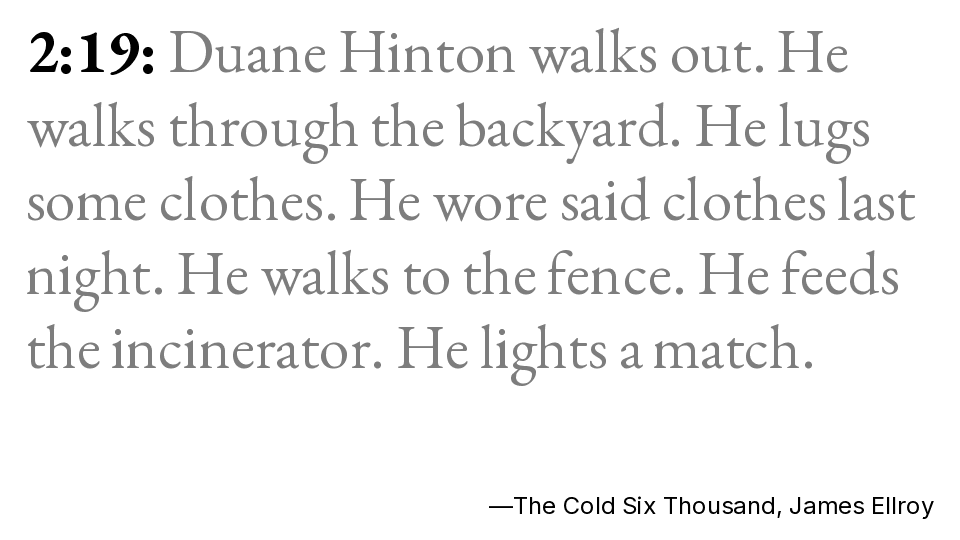 2:19: Duane Hinton walks out. He
walks through the backyard. He lugs
some clothes. He wore said clothes last
night. He walks to the fence. He feeds
the incinerator. He lights a match.
—The Cold Six Thousand, James Ellroy